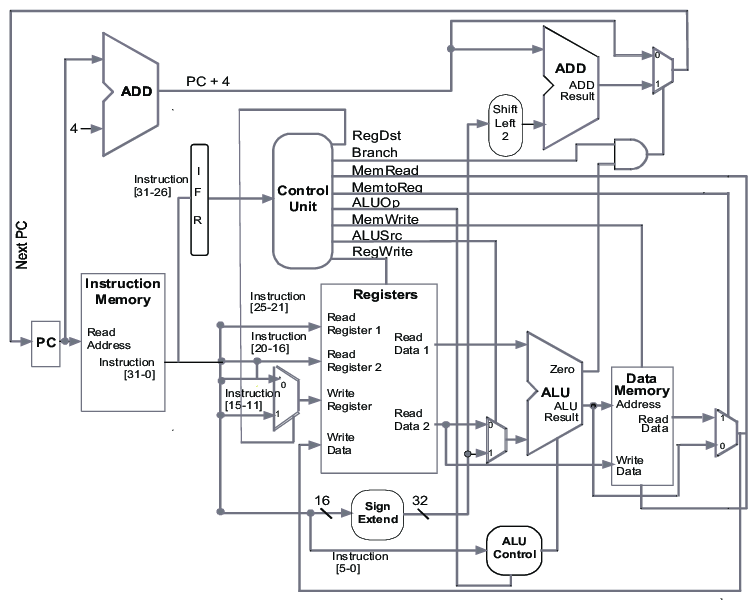 ADD
PC + 4
4
ADD
ADD
Result
0
1
Shift
Left
2
RegDst
Branch
MemRead
MemtoReg
ALUOp
MemWrite
ALUSrc
RegWrite
Control
Unit
Instruction
[31-26]
I
F
R
Next PC
PC
Instruction
Memory
Read
Address
Instruction
[31-0]
Instruction
[25-21]
Instruction
[20-16]
Instruction
[15-11]
0
1
Registers
Read
Register 1
Read
Register 2
Write
Register
Write
Data
Read
Data 1
Read
Data 2
0
1
Zero
ALU
ALU
Result
Data
Memory
Address
Read
Data
Write
Data
1
0
16
Sign
Extend
32
ALU
Control
Instruction
[5-0]